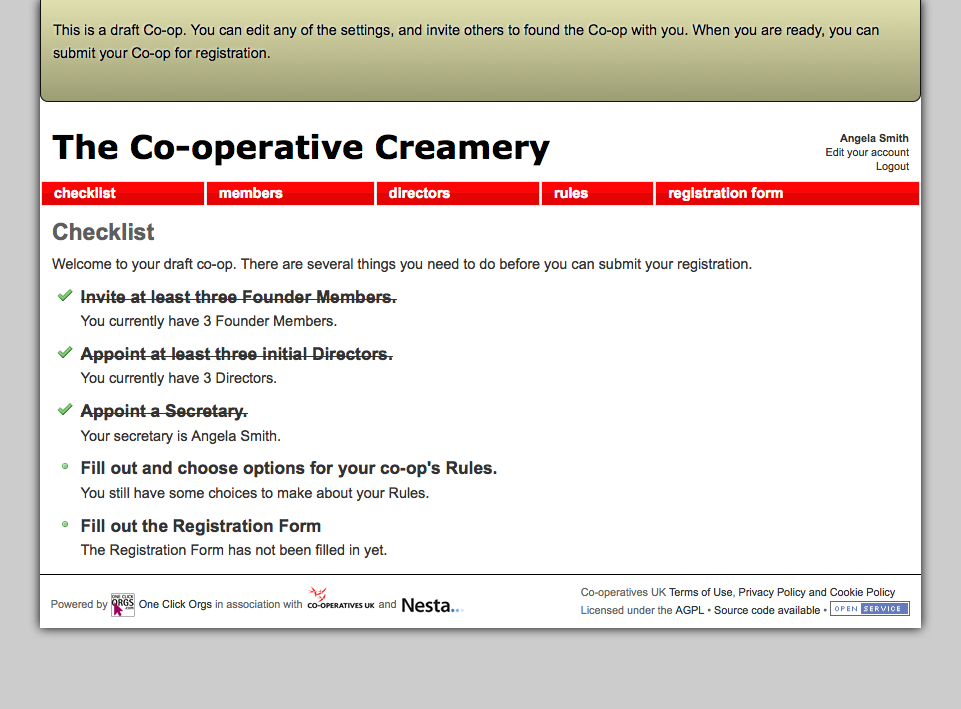 This is a draft Co-op. You can edit any of the settings, and invite others to found the Co-op with you. When you are ready, you can
submit your Co-op for registration.
The Co-operative Creamery
Angela Smith
Edit your account
Logout
checklist members directors rules registration form
Checklist
Welcome to your draft co-op. There are several things you need to do before you can submit your registration.
Invite at least three Founder Members.
You currently have 3 Founder Members.
Appoint at least three initial Directors.
You currently have 3 Directors.
Appoint a Secretary.
Your secretary is Angela Smith.
Fill out and choose options for your co-op's Rules.
You still have some choices to make about your Rules.
Fill out the Registration Form
The Registration Form has not been filled in yet.
Powered by ONE CLICK ORGS .com One Click Orgs in association with CO-OPERATIVES UK and Nesta...
Co-operatives UK Terms of Use, Privacy Policy and Cookie Policy
Licensed under the AGPL • Source code available • OPEN SERVICE